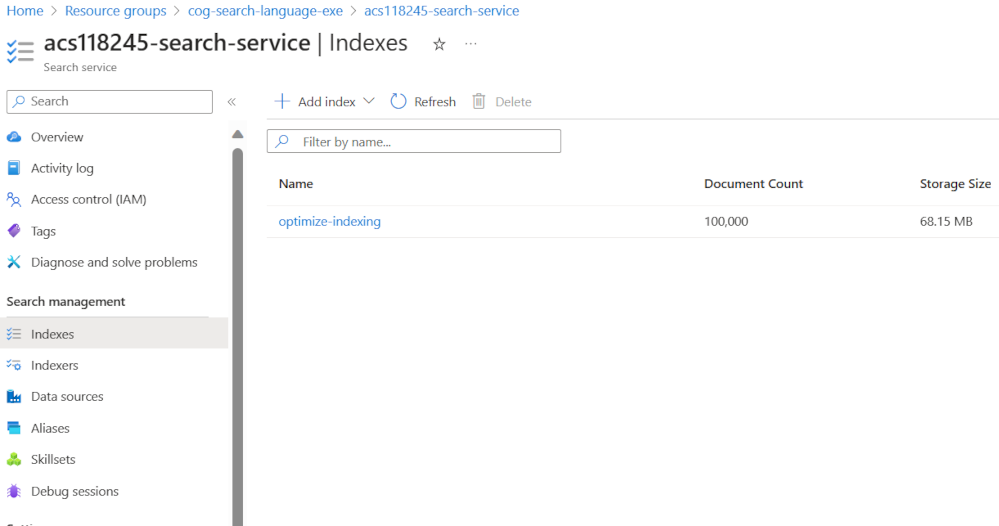 Home > Resource groups > cog-search-language-exe > acs118245-search-service
acs118245-search-service | Indexes
Search service
Search
Add index
Refresh
Delete
Filter by name...
Overview
Activity log
Access control (IAM)
Tags
Diagnose and solve problems
Search management
Indexes
Indexers
Data sources
Aliases
Skillsets
Debug sessions
Name Document Count Storage Size
optimize-indexing 100,000 68.15 MB